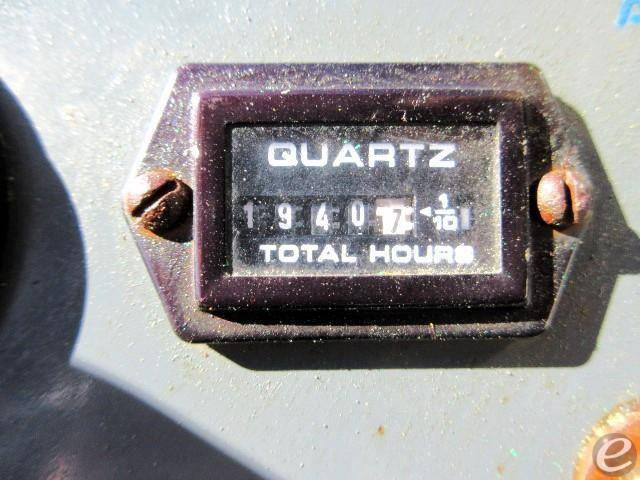 QUARTZ
1 9 4 0 7 ◄ 1/10
TOTAL HOURS
e